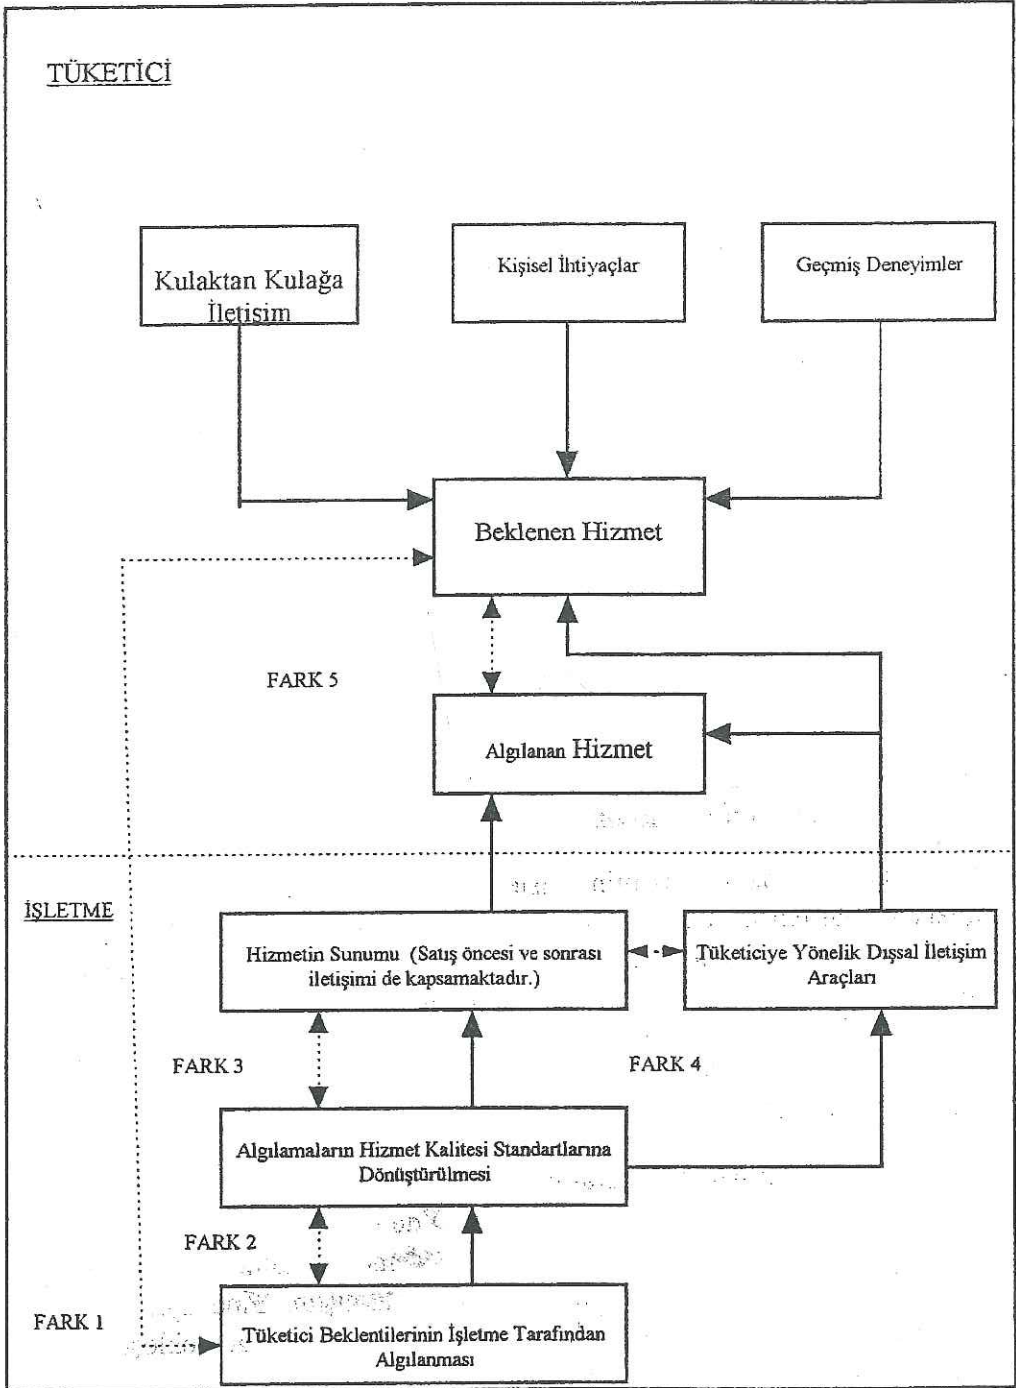 TÜKETİCİ
Kulaktan Kulağa
İletişim
Kişisel İhtiyaçlar
Geçmiş Deneyimler
Beklenen Hizmet
FARK 5
Algılanan Hizmet
İŞLETME
Hizmetin Sunumu (Satış öncesi ve sonrası
iletişimi de kapsamaktadır.)
Tüketiciye Yönelik Dışsal İletişim
Araçları
FARK 3
FARK 4
Algılamaların Hizmet Kalitesi Standartlarına
Dönüştürülmesi
FARK 2
FARK 1
Tüketici Beklentilerinin İşletme Tarafından
Algılanması